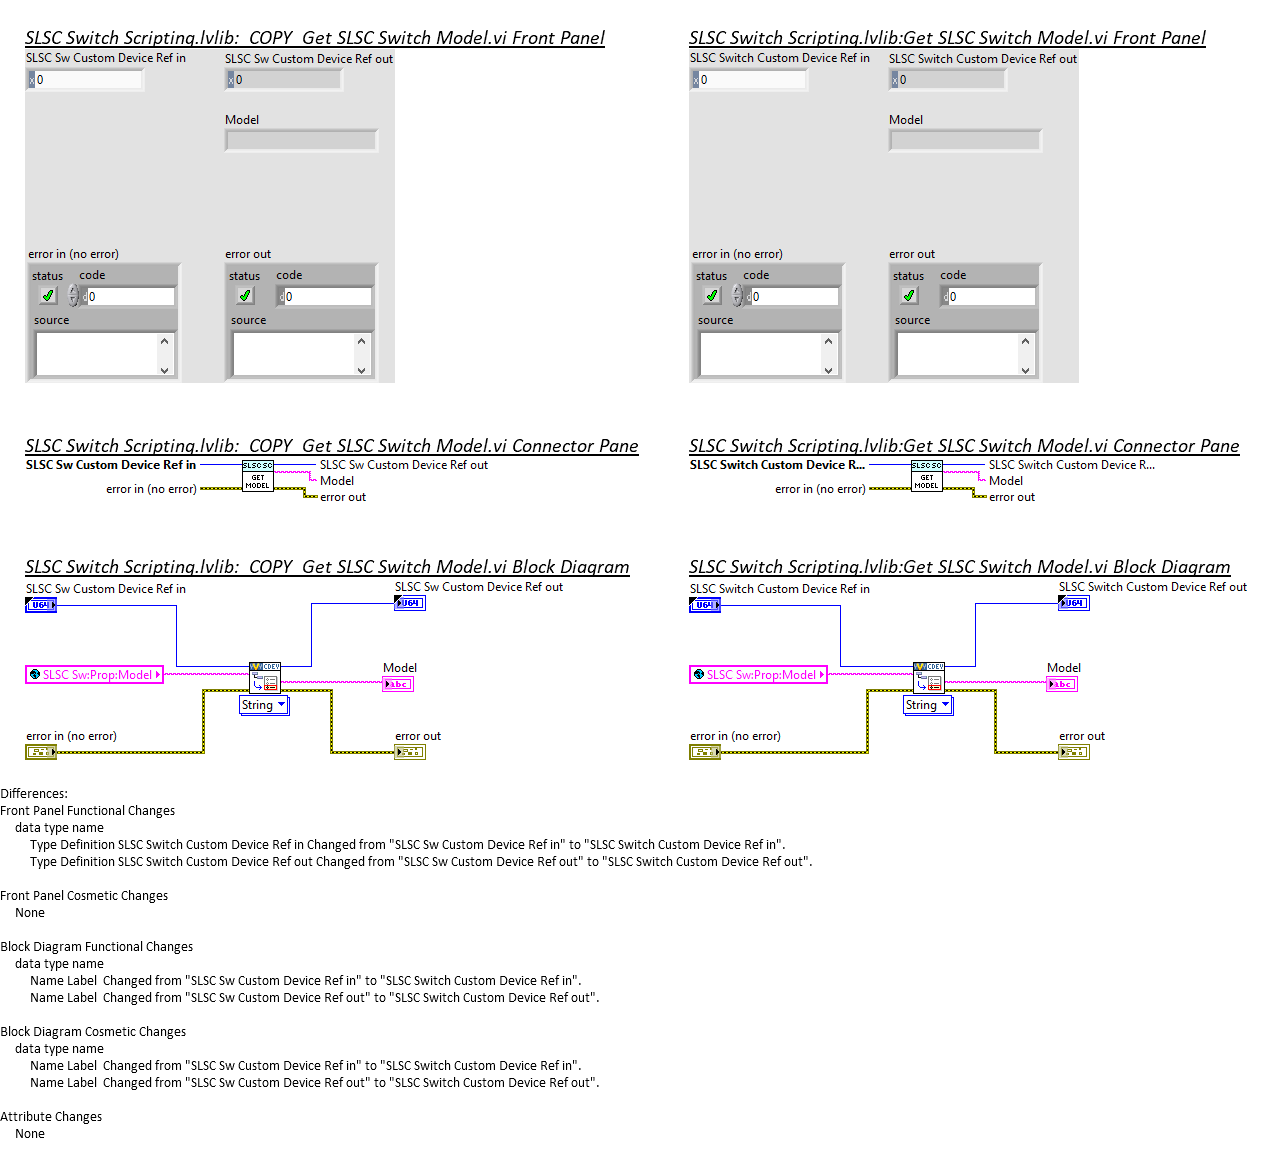 SLSC Switch Scripting.lvlib:  COPY  Get SLSC Switch Model.vi Front Panel
SLSC Sw Custom Device Ref in
SLSC Sw Custom Device Ref out
x 0
x 0
Model
error in (no error)
error out
status code
status code
d 0
d 0
source
source
SLSC Switch Scripting.lvlib:Get SLSC Switch Model.vi Front Panel
SLSC Switch Custom Device Ref in
SLSC Switch Custom Device Ref out
x 0
x 0
Model
error in (no error)
error out
status code
status code
d 0
d 0
source
source
SLSC Switch Scripting.lvlib:  COPY  Get SLSC Switch Model.vi Connector Pane
SLSC Sw Custom Device Ref in
SLSC SC
GET
MODEL
SLSC Sw Custom Device Ref out
Model
error in (no error)
error out
SLSC Switch Scripting.lvlib:Get SLSC Switch Model.vi Connector Pane
SLSC Switch Custom Device R...
SLSC SC
GET
MODEL
SLSC Switch Custom Device R...
Model
error in (no error)
error out
SLSC Switch Scripting.lvlib:  COPY  Get SLSC Switch Model.vi Block Diagram
SLSC Sw Custom Device Ref in
SLSC Sw Custom Device Ref out
U64
U64
CDEV
SLSC Sw:Prop:Model
Model
abc
String
error in (no error)
error out
SLSC Switch Scripting.lvlib:Get SLSC Switch Model.vi Block Diagram
SLSC Switch Custom Device Ref in
SLSC Switch Custom Device Ref out
U64
U64
CDEV
SLSC Sw:Prop:Model
Model
abc
String
error in (no error)
error out
Differences:
Front Panel Functional Changes
data type name
Type Definition SLSC Switch Custom Device Ref in Changed from "SLSC Sw Custom Device Ref in" to "SLSC Switch Custom Device Ref in".
Type Definition SLSC Switch Custom Device Ref out Changed from "SLSC Sw Custom Device Ref out" to "SLSC Switch Custom Device Ref out".
Front Panel Cosmetic Changes
None
Block Diagram Functional Changes
data type name
Name Label  Changed from "SLSC Sw Custom Device Ref in" to "SLSC Switch Custom Device Ref in".
Name Label  Changed from "SLSC Sw Custom Device Ref out" to "SLSC Switch Custom Device Ref out".
Block Diagram Cosmetic Changes
data type name
Name Label  Changed from "SLSC Sw Custom Device Ref in" to "SLSC Switch Custom Device Ref in".
Name Label  Changed from "SLSC Sw Custom Device Ref out" to "SLSC Switch Custom Device Ref out".
Attribute Changes
None